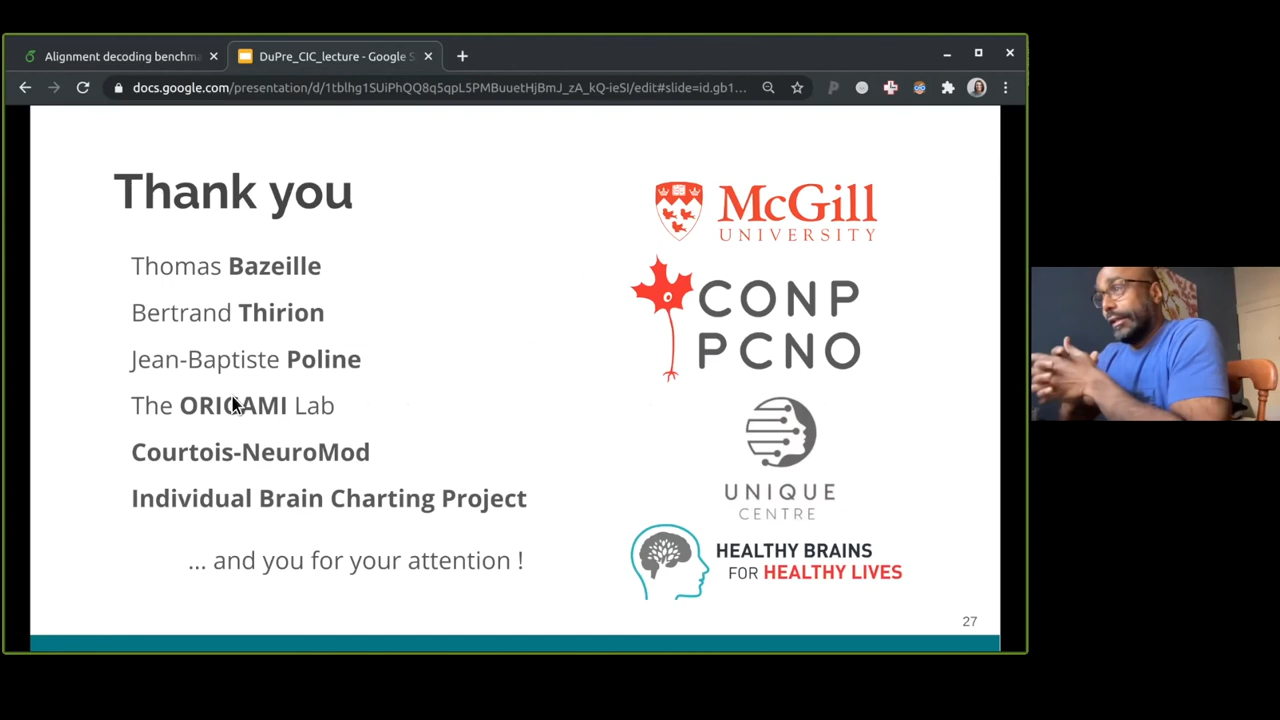 Alignment decoding benchma
DuPre_CIC_lecture - Google S
docs.google.com/presentation/d/1tblhg1SUiPhQQ8q5qpL5PMBuuetHjBmJ_zA_kQ-ieSI/edit#slide=id.gb1...
Thank you
Thomas Bazeille
Bertrand Thirion
Jean-Baptiste Poline
The ORIGAMI Lab
Courtois-NeuroMod
Individual Brain Charting Project
... and you for your attention !
McGill
UNIVERSITY
CONP
PCNO
UNIQUE
CENTRE
HEALTHY BRAINS
FOR HEALTHY LIVES
27